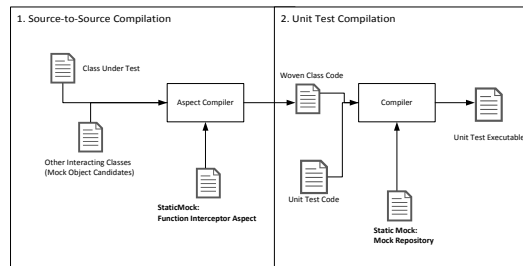 1. Source-to-Source Compilation
2. Unit Test Compilation
Class Under Test
Aspect Compiler
Other Interacting Classes
(Mock Object Candidates)
StaticMock:
Function Interceptor Aspect
Woven Class Code
Compiler
Unit Test Executable
Unit Test Code
Static Mock:
Mock Repository